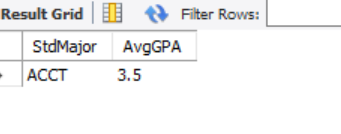 Result Grid Filter Rows:
StdMajor AvgGPA
ACCT 3.5